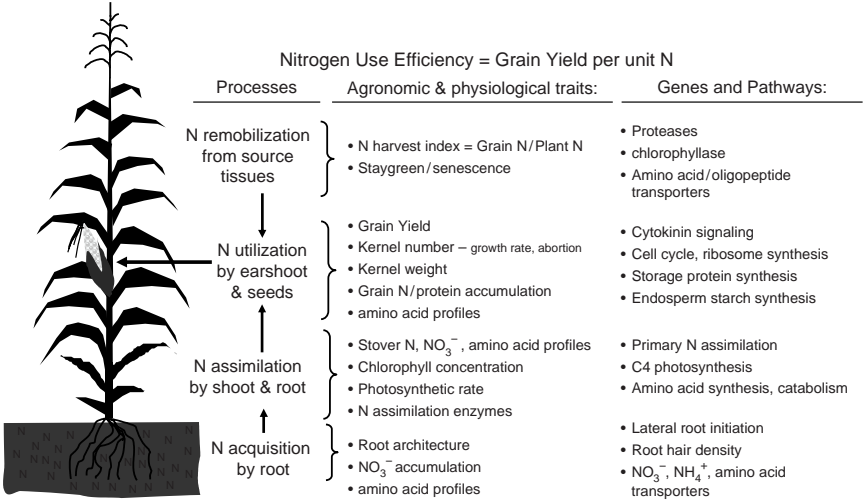 Nitrogen Use Efficiency = Grain Yield per unit N
Processes
Agronomic & physiological traits:
Genes and Pathways:
N remobilization
from source
tissues
• N harvest index = Grain N/Plant N
• Staygreen/senescence
• Proteases
• chlorophyllase
• Amino acid/oligopeptide
transporters
N utilization
by earshoot
& seeds
• Grain Yield
• Kernel number – growth rate, abortion
• Kernel weight
• Grain N/protein accumulation
• amino acid profiles
• Cytokinin signaling
• Cell cycle, ribosome synthesis
• Storage protein synthesis
• Endosperm starch synthesis
N assimilation
by shoot & root
• Stover N, NO₃⁻, amino acid profiles
• Chlorophyll concentration
• Photosynthetic rate
• N assimilation enzymes
• Primary N assimilation
• C4 photosynthesis
• Amino acid synthesis, catabolism
N acquisition
by root
• Root architecture
• NO₃⁻ accumulation
• amino acid profiles
• Lateral root initiation
• Root hair density
• NO₃⁻, NH₄⁺, amino acid
transporters